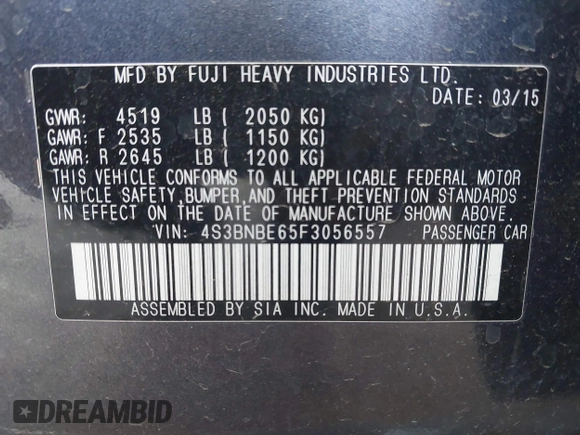 MFD BY FUJI HEAVY INDUSTRIES LTD.
DATE: 03/15
GVWR: 4519 LB ( 2050 KG)
GAWR: F 2535 LB ( 1150 KG)
GAWR: R 2645 LB ( 1200 KG)
THIS VEHICLE CONFORMS TO ALL APPLICABLE FEDERAL MOTOR
VEHICLE SAFETY, BUMPER, AND THEFT PREVENTION STANDARDS
IN EFFECT ON THE DATE OF MANUFACTURE SHOWN ABOVE.
VIN: 4S3BNBE65F3056557 PASSENGER CAR
ASSEMBLED BY SIA INC. MADE IN U.S.A.
DREAMBID